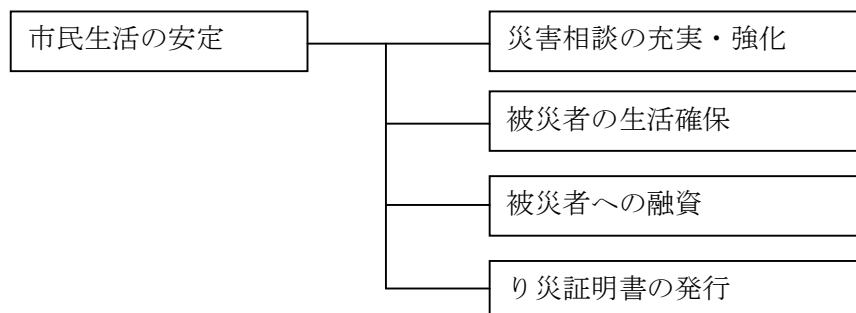 市民生活の安定
災害相談の充実・強化
被災者の生活確保
被災者への融資
り災証明書の発行